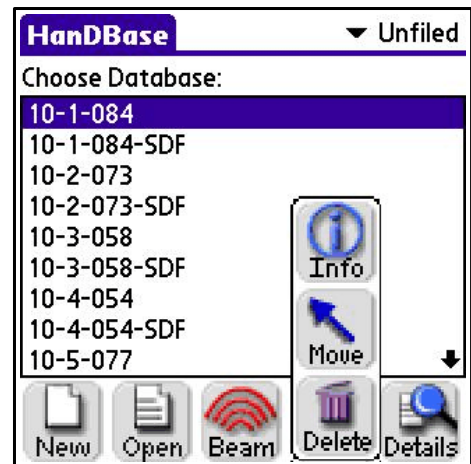 HanDBase
Unfiled
Choose Database:
10-1-084
10-1-084-SDF
10-2-073
10-2-073-SDF
10-3-058
10-3-058-SDF
10-4-054
10-4-054-SDF
10-5-077
Info
Move
New
Open
Beam
Delete
Details